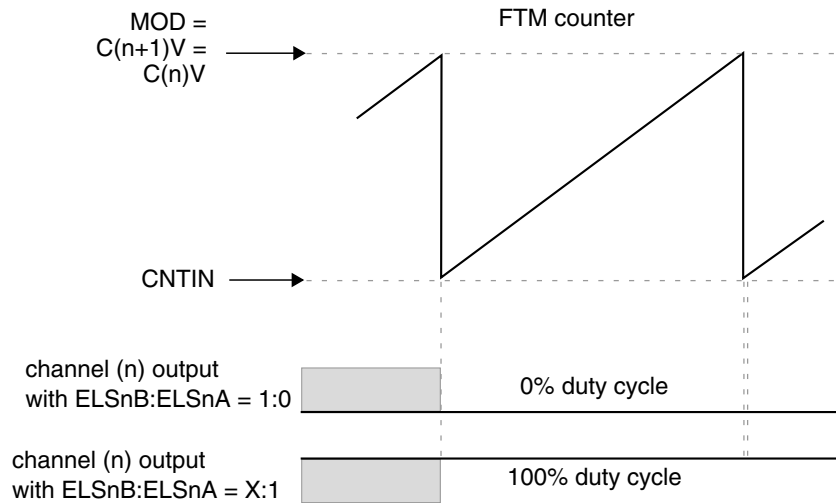 FTM counter
MOD =
C(n+1)V =
C(n)V
CNTIN
channel (n) output
with ELSnB:ELSnA = 1:0
0% duty cycle
channel (n) output
with ELSnB:ELSnA = X:1
100% duty cycle